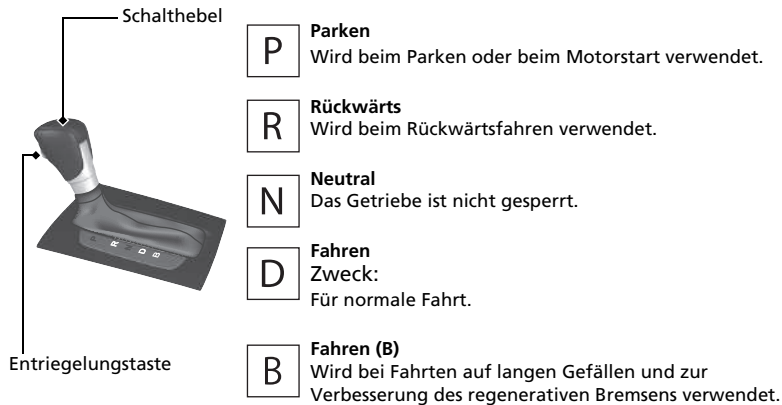 Schalthebel
P
Parken
Wird beim Parken oder beim Motorstart verwendet.
R
Rückwärts
Wird beim Rückwärtsfahren verwendet.
N
Neutral
Das Getriebe ist nicht gesperrt.
D
Fahren
Zweck:
Für normale Fahrt.
B
Fahren (B)
Wird bei Fahrten auf langen Gefällen und zur
Verbesserung des regenerativen Bremsens verwendet.
Entriegelungstaste
P
R
N
D
B